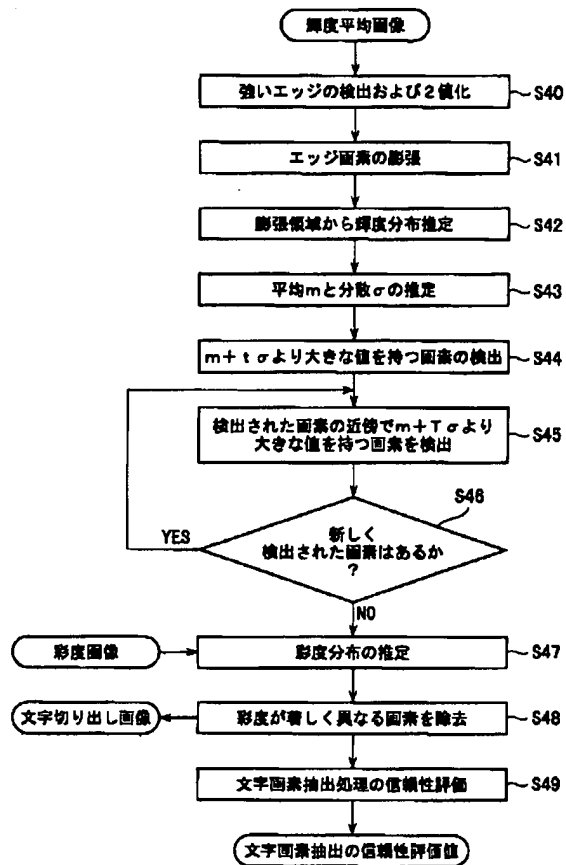 輝度平均画像
強いエッジの検出および2値化
S40
エッジ画素の膨張
S41
膨張領域から輝度分布推定
S42
平均mと分散σの推定
S43
m+tσより大きな値を持つ画素の検出
S44
検出された画素の近傍でm+Tσより
大きな値を持つ画素を検出
S45
S46
YES
新しく
検出された画素はあるか
?
NO
彩度画像
彩度分布の推定
S47
文字切り出し画像
彩度が著しく異なる画素を除去
S48
文字画素抽出処理の信頼性評価
S49
文字画素抽出の信頼性評価値